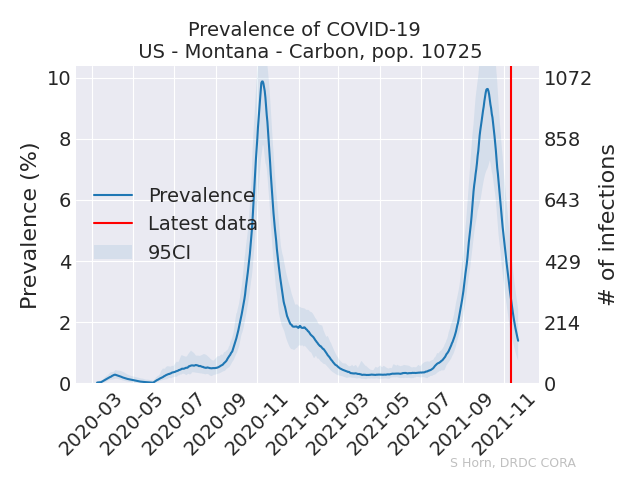 Prevalence of COVID-19
US - Montana - Carbon, pop. 10725
10
8
6
4
2
0
Prevalence (%)
Prevalence
Latest data
95CI
1072
858
643
429
214
0
# of infections
2020-03
2020-05
2020-07
2020-09
2020-11
2021-01
2021-03
2021-05
2021-07
2021-09
2021-11
S Horn, DRDC CORA